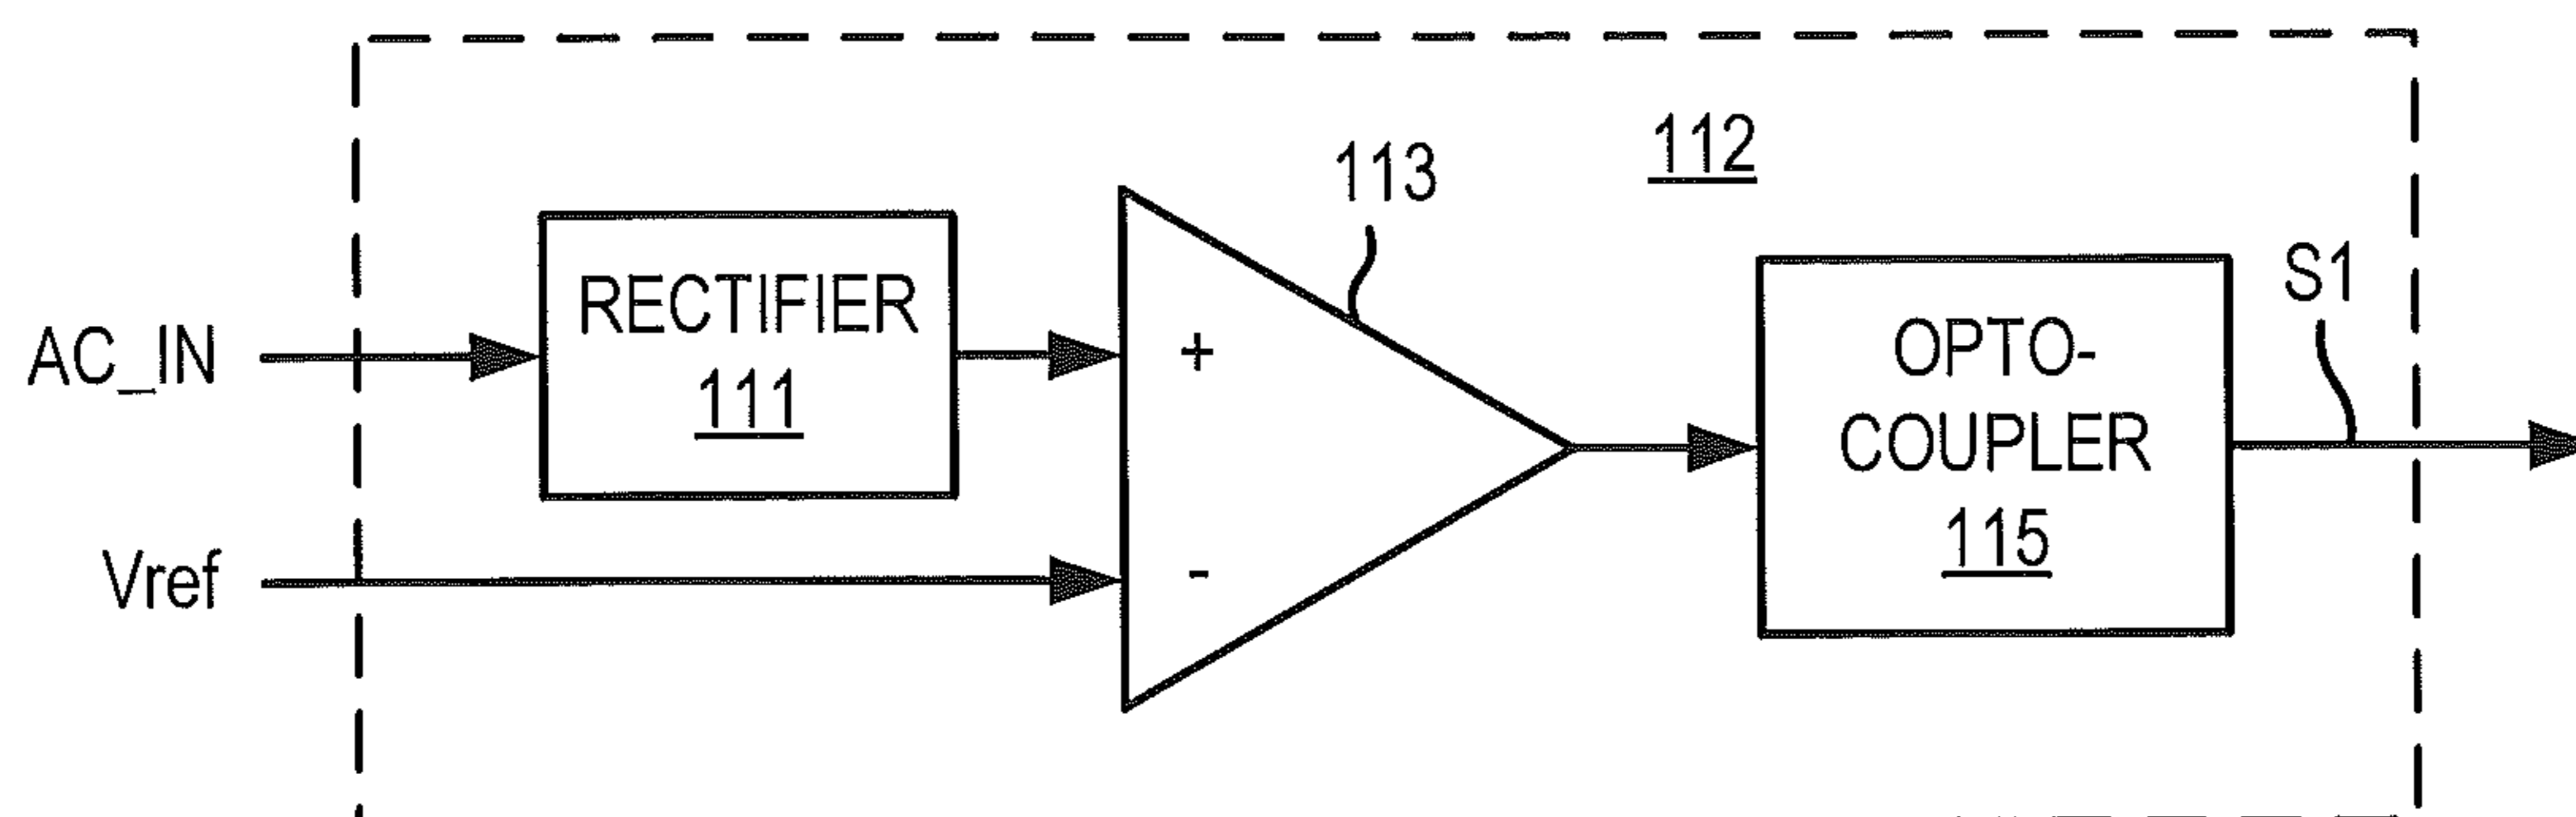 112
113
RECTIFIER
111
AC_IN
+
S1
OPTO-
COUPLER
115
Vref
-